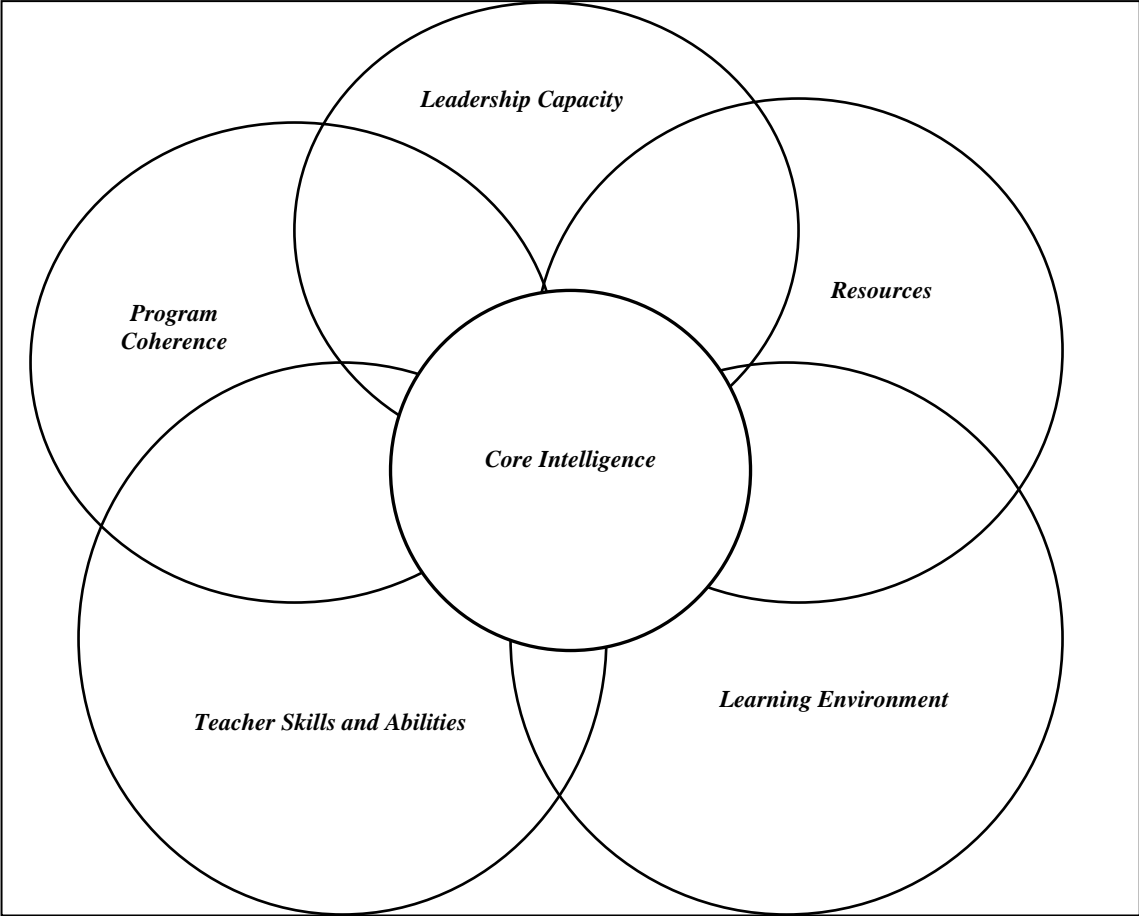 Leadership Capacity
Resources
Program
Coherence
Core Intelligence
Learning Environment
Teacher Skills and Abilities